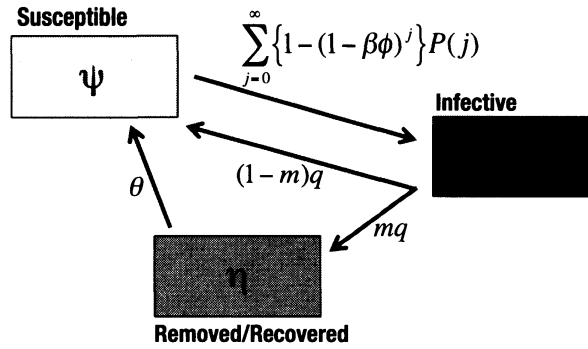 Susceptible
ψ
∞
∑ {1-(1-βφ)^j}P(j)
j=0
Infective
(1-m)q
θ
mq
η
Removed/Recovered